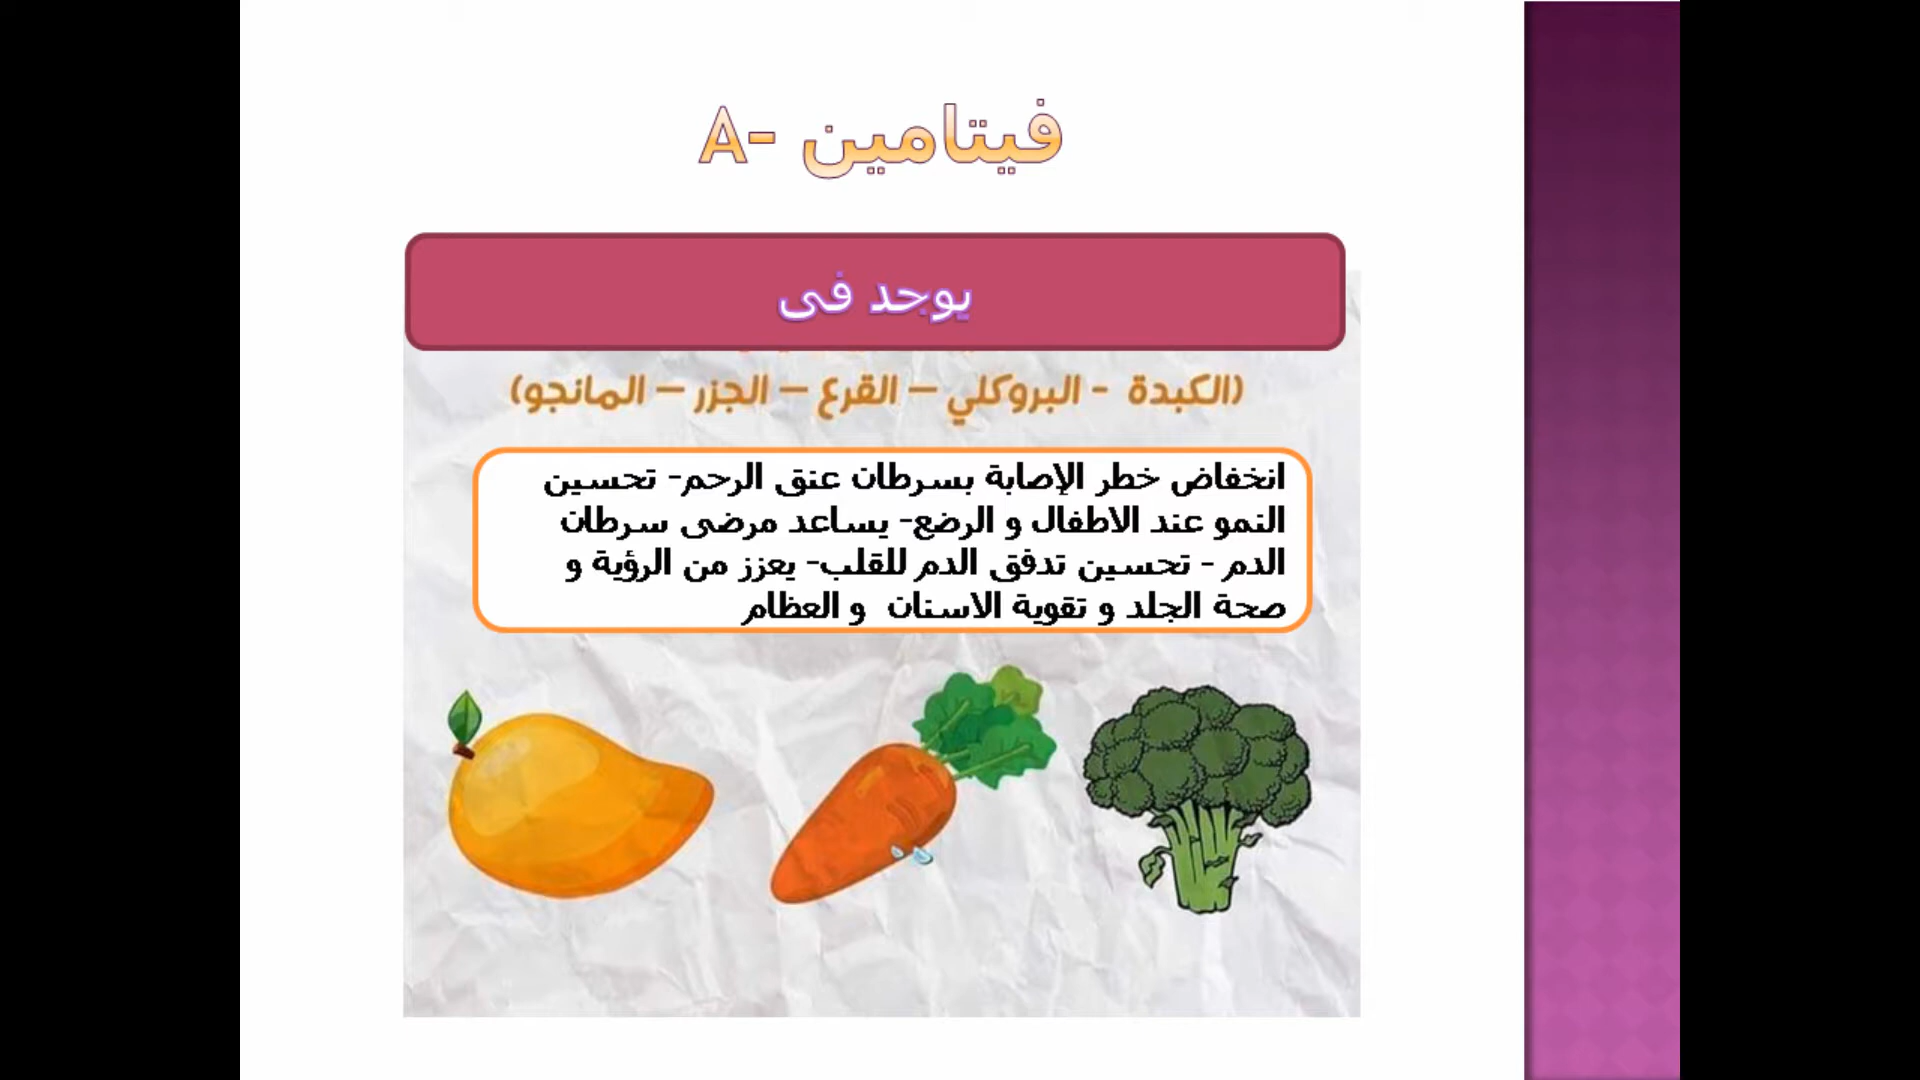 فيتامين -A
يوجد فى
(الكبدة - البروكلي – القرع – الجزر – المانجو)
انخفاض خطر الإصابة بسرطان عنق الرحم- تحسين
النمو عند الاطفال و الرضع- يساعد مرضى سرطان
الدم - تحسين تدفق الدم للقلب- يعزز من الرؤية و
صحة الجلد و تقوية الاسنان و العظام